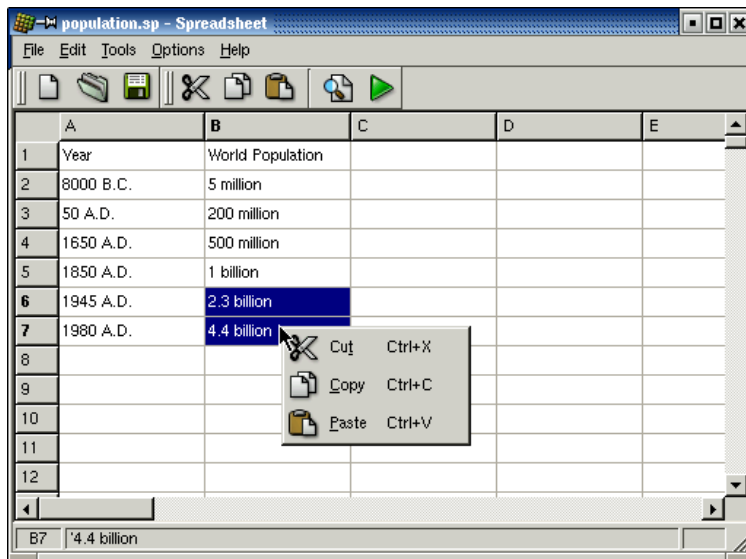 population.sp - Spreadsheet
File Edit Tools Options Help
A B C D E
1 Year World Population
2 8000 B.C. 5 million
3 50 A.D. 200 million
4 1650 A.D. 500 million
5 1850 A.D. 1 billion
6 1945 A.D. 2.3 billion
7 1980 A.D. 4.4 billion
Cut Ctrl+X
8
9 Copy Ctrl+C
10 Paste Ctrl+V
11
12
B7 '4.4 billion